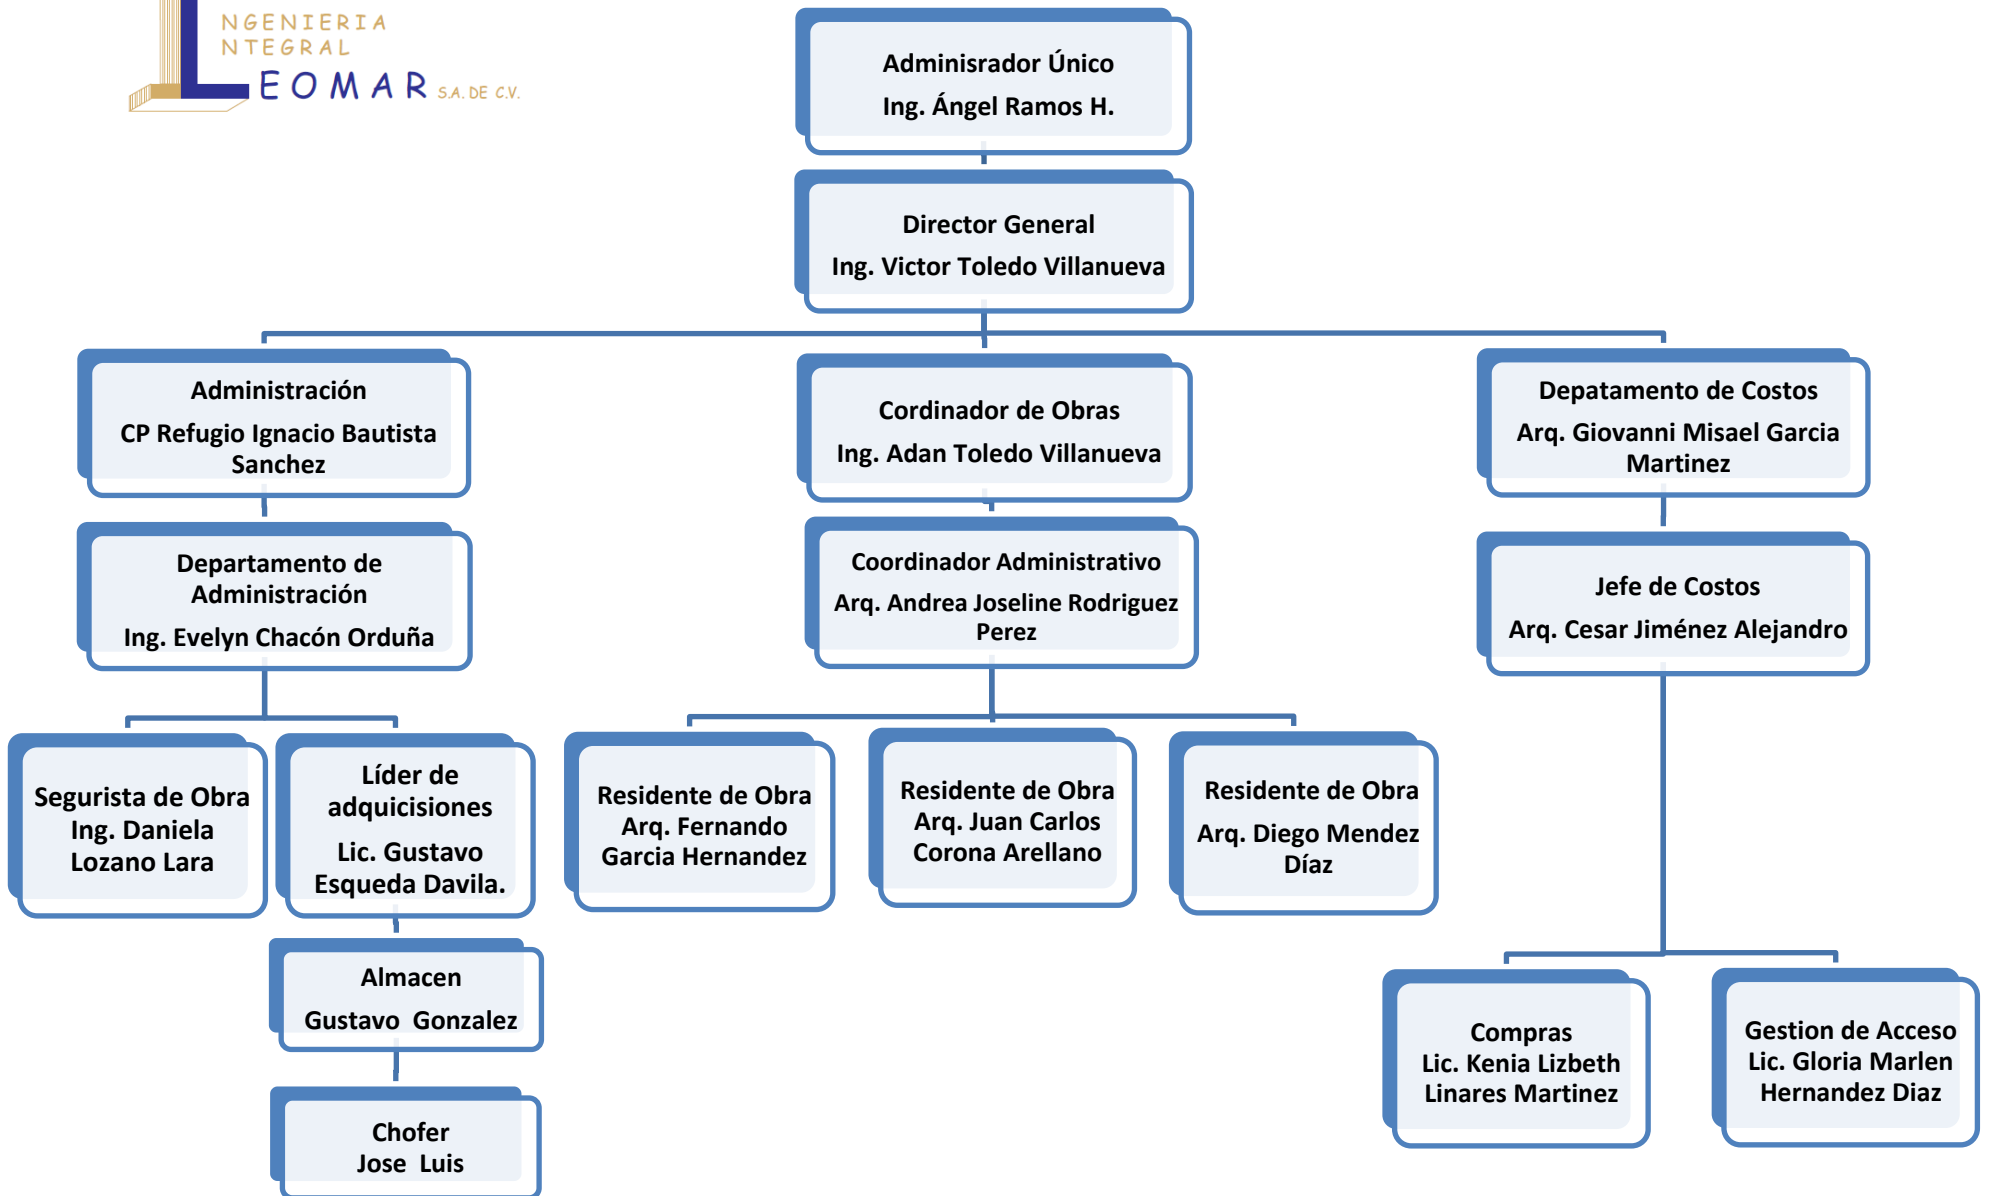 NGENIERIA
NTEGRAL
LEOMAR S.A. DE C.V.
Adminisrador Único
Ing. Ángel Ramos H.
Director General
Ing. Victor Toledo Villanueva
Administración
CP Refugio Ignacio Bautista
Sanchez
Cordinador de Obras
Ing. Adan Toledo Villanueva
Depatamento de Costos
Arq. Giovanni Misael Garcia
Martinez
Departamento de
Administración
Ing. Evelyn Chacón Orduña
Coordinador Administrativo
Arq. Andrea Joseline Rodriguez
Perez
Jefe de Costos
Arq. Cesar Jiménez Alejandro
Segurista de Obra
Ing. Daniela
Lozano Lara
Líder de
adquicisiones
Lic. Gustavo
Esqueda Davila.
Residente de Obra
Arq. Fernando
Garcia Hernandez
Residente de Obra
Arq. Juan Carlos
Corona Arellano
Residente de Obra
Arq. Diego Mendez
Díaz
Almacen
Gustavo  Gonzalez
Compras
Lic. Kenia Lizbeth
Linares Martinez
Gestion de Acceso
Lic. Gloria Marlen
Hernandez Diaz
Chofer
Jose  Luis